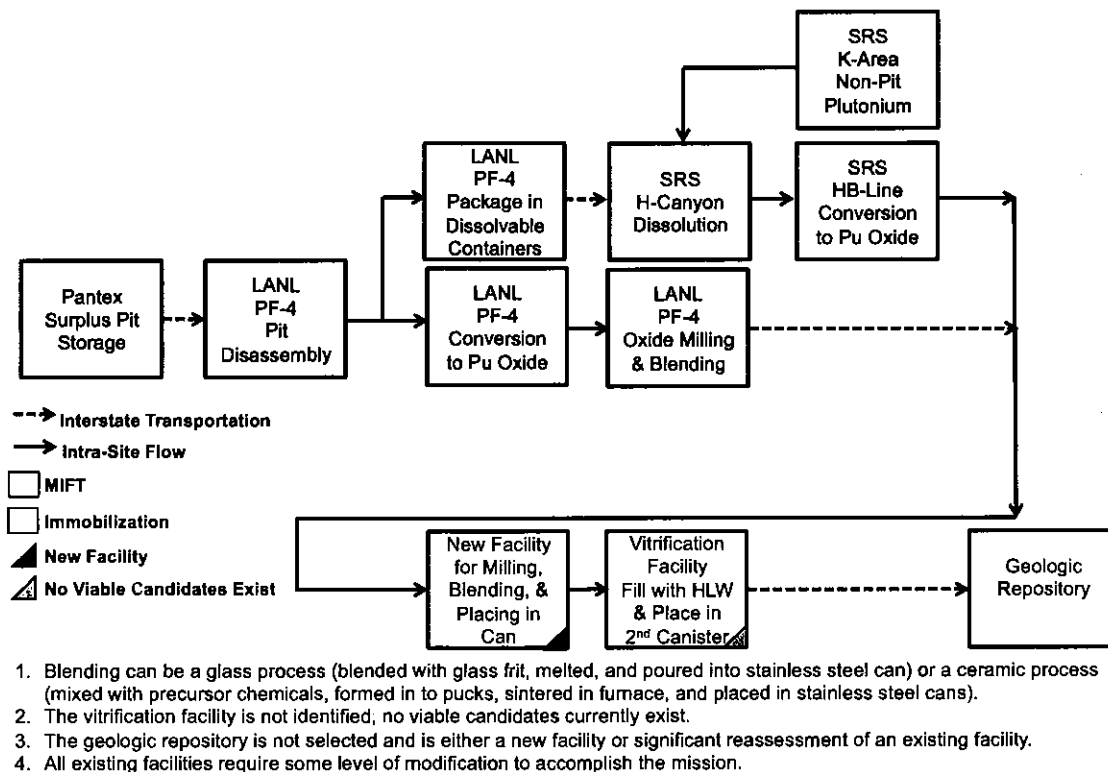 SRS
K-Area
Non-Pit
Plutonium
LANL
PF-4
Package in
Dissolvable
Containers
SRS
H-Canyon
Dissolution
SRS
HB-Line
Conversion
to Pu Oxide
Pantex
Surplus Pit
Storage
LANL
PF-4
Pit
Disassembly
LANL
PF-4
Conversion
to Pu Oxide
LANL
PF-4
Oxide Milling
& Blending
Interstate Transportation
Intra-Site Flow
MIFT
Immobilization
New Facility
No Viable Candidates Exist
New Facility
for Milling,
Blending, &
Placing in
Can
Vitrification
Facility
Fill with HLW
& Place in
2nd Canister
Geologic
Repository
1. Blending can be a glass process (blended with glass frit, melted, and poured into stainless steel can) or a ceramic process
(mixed with precursor chemicals, formed in to pucks, sintered in furnace, and placed in stainless steel cans).
2. The vitrification facility is not identified; no viable candidates currently exist.
3. The geologic repository is not selected and is either a new facility or significant reassessment of an existing facility.
4. All existing facilities require some level of modification to accomplish the mission.